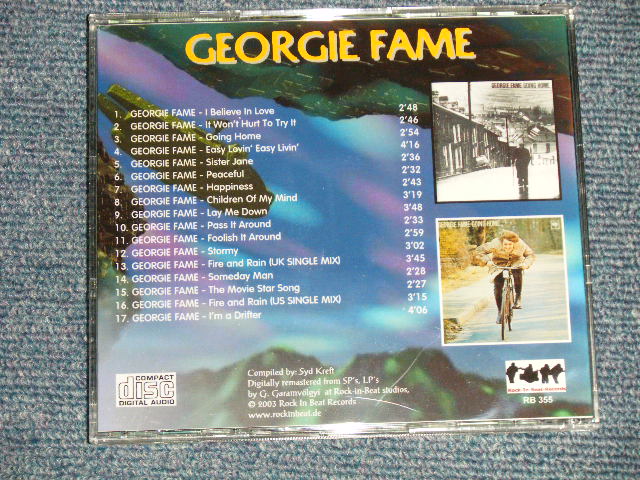 GEORGIE FAME
1. GEORGIE FAME - I Believe In Love 2'48
2. GEORGIE FAME - It Won't Hurt To Try It 2'46
3. GEORGIE FAME - Going Home 2'54
4. GEORGIE FAME - Easy Lovin' Easy Livin' 4'16
5. GEORGIE FAME - Sister Jane 2'36
6. GEORGIE FAME - Peaceful 2'32
7. GEORGIE FAME - Happiness 2'43
8. GEORGIE FAME - Children Of My Mind 3'19
9. GEORGIE FAME - Lay Me Down 3'48
10. GEORGIE FAME - Pass It Around 2'33
11. GEORGIE FAME - Foolish It Around 2'59
12. GEORGIE FAME - Stormy 3'02
13. GEORGIE FAME - Fire and Rain (UK SINGLE MIX) 3'45
14. GEORGIE FAME - Someday Man 2'28
15. GEORGIE FAME - The Movie Star Song 2'27
16. GEORGIE FAME - Fire and Rain (US SINGLE MIX) 3'15
17. GEORGIE FAME - I'm a Drifter 4'06
GEORGIE FAME GOING HOME
GEORGIE FAME GOING HOME
COMPACT
disc
DIGITAL AUDIO
Compiled by: Syd Kreft
Digitally remastered from SP's, LP's
by G. Garamvölgyi at Rock-in-Beat studios,
© 2003 Rock In Beat Records
www.rockinbeat.de
Rock In Beat Records
RB 355